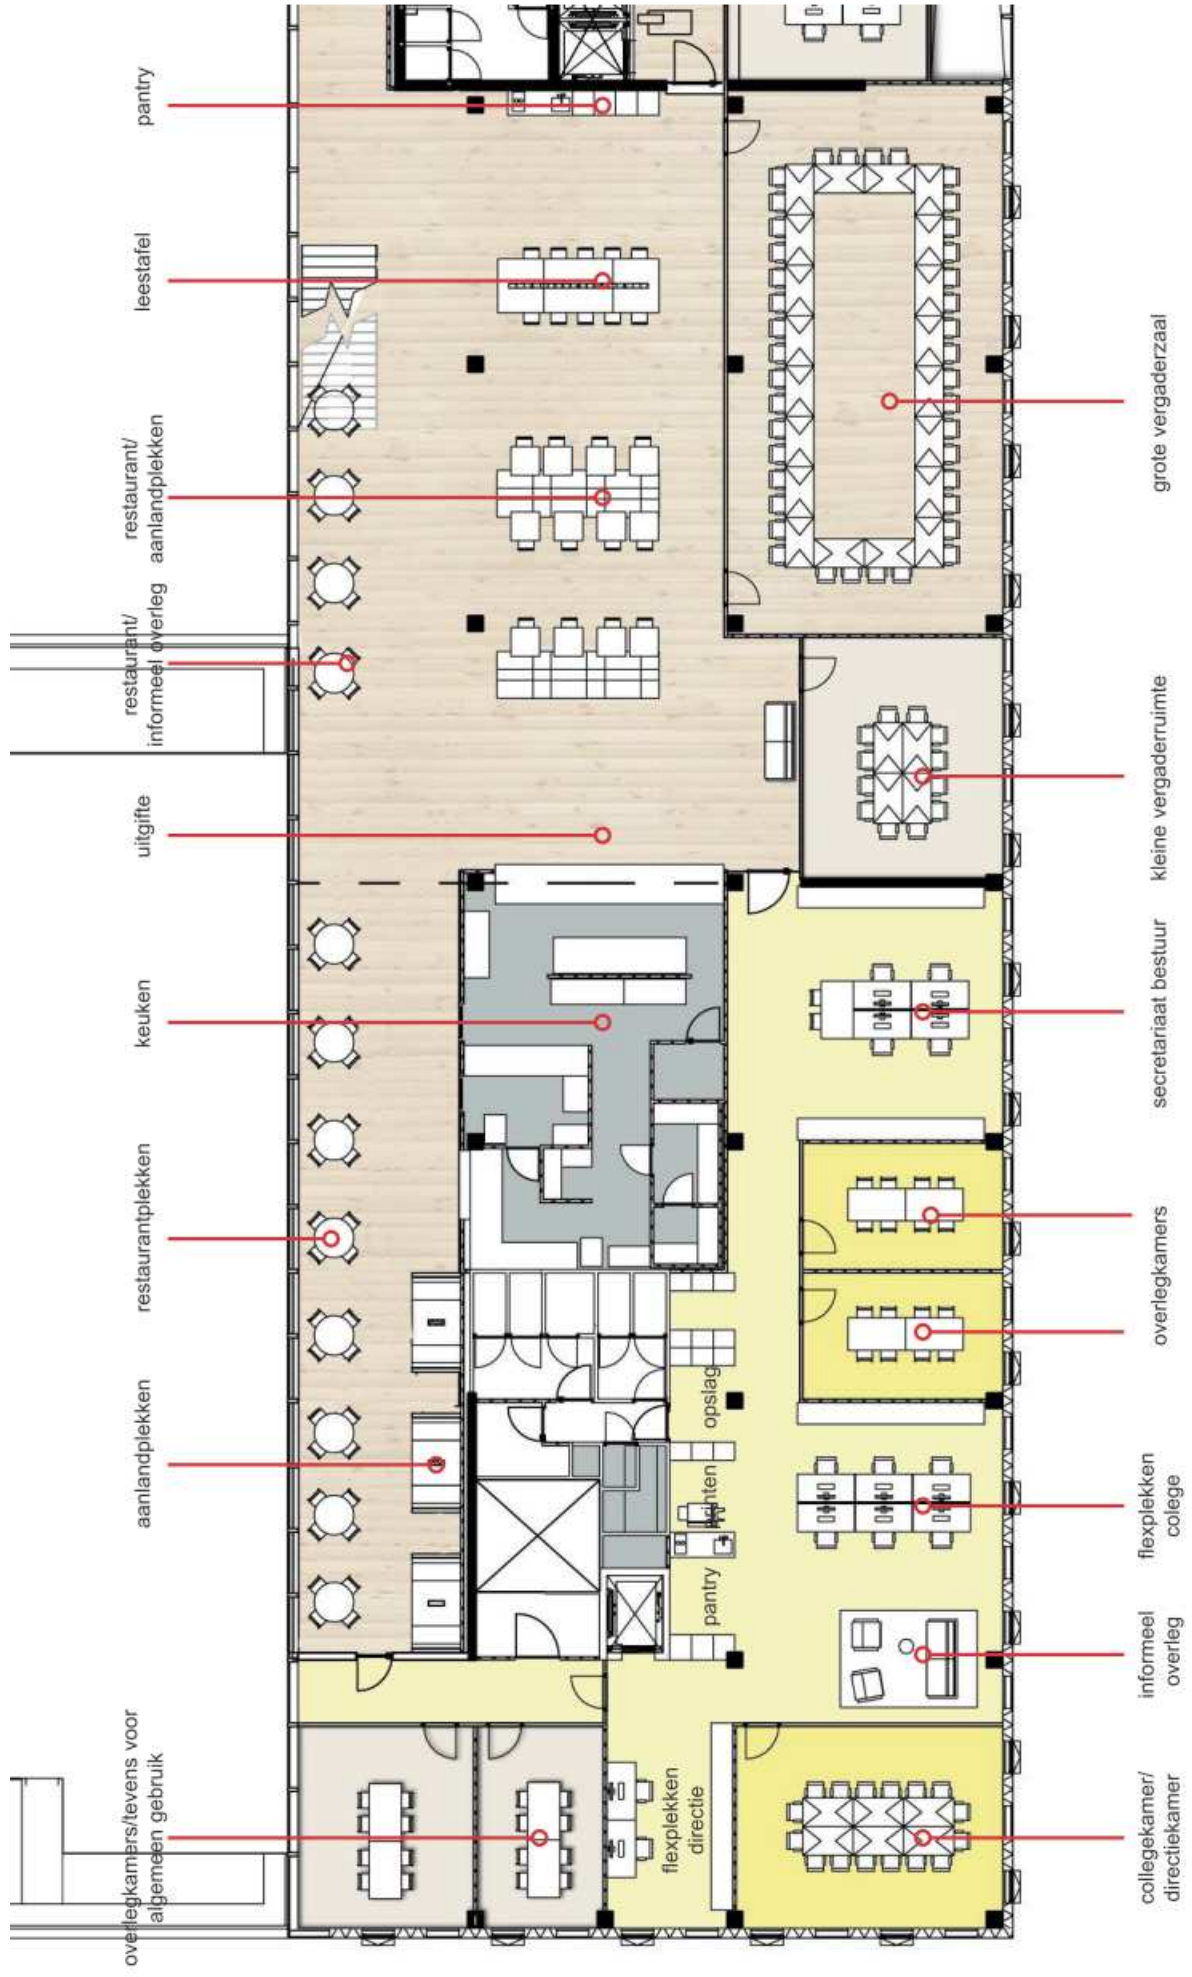 overlegkamers/tevens voor
algemeen gebruik
aanlandplekken
restaurantplekken
keuken
uitgifte
restaurant/
informeel overleg
restaurant/
aanlandplekken
leestafel
pantry
flexplekken
directie
pantry
printen
opslag
collegekamer/
directiekamer
informeel
overleg
flexplekken
college
overlegkamers
secretariaat bestuur
kleine vergaderruimte
grote vergaderzaal